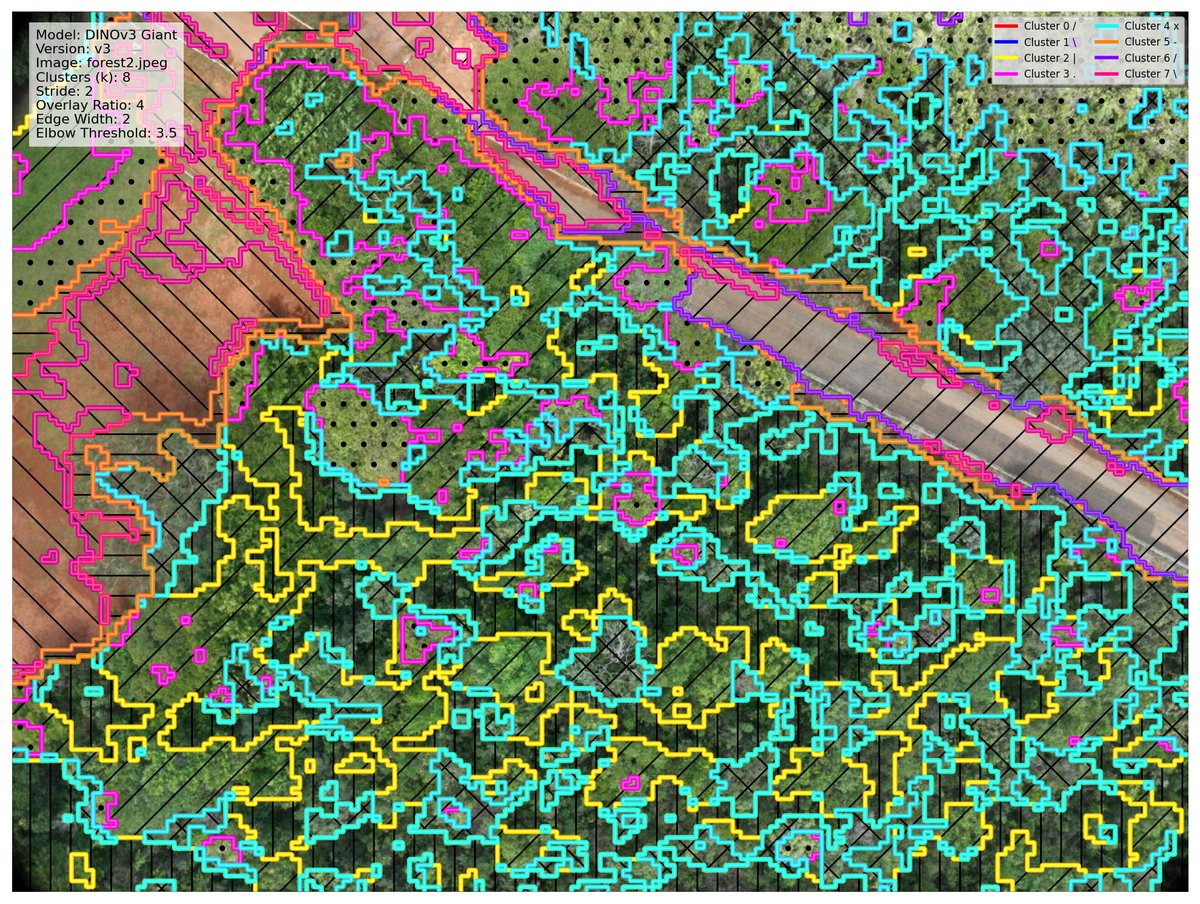 Model: DINOv3 Giant
Version: v3
Image: forest2.jpeg
Clusters (k): 8
Stride: 2
Overlay Ratio: 4
Edge Width: 2
Elbow Threshold: 3.5
Cluster 0 /
Cluster 1 \
Cluster 2 |
Cluster 3 .
Cluster 4 x
Cluster 5 -
Cluster 6 /
Cluster 7 \